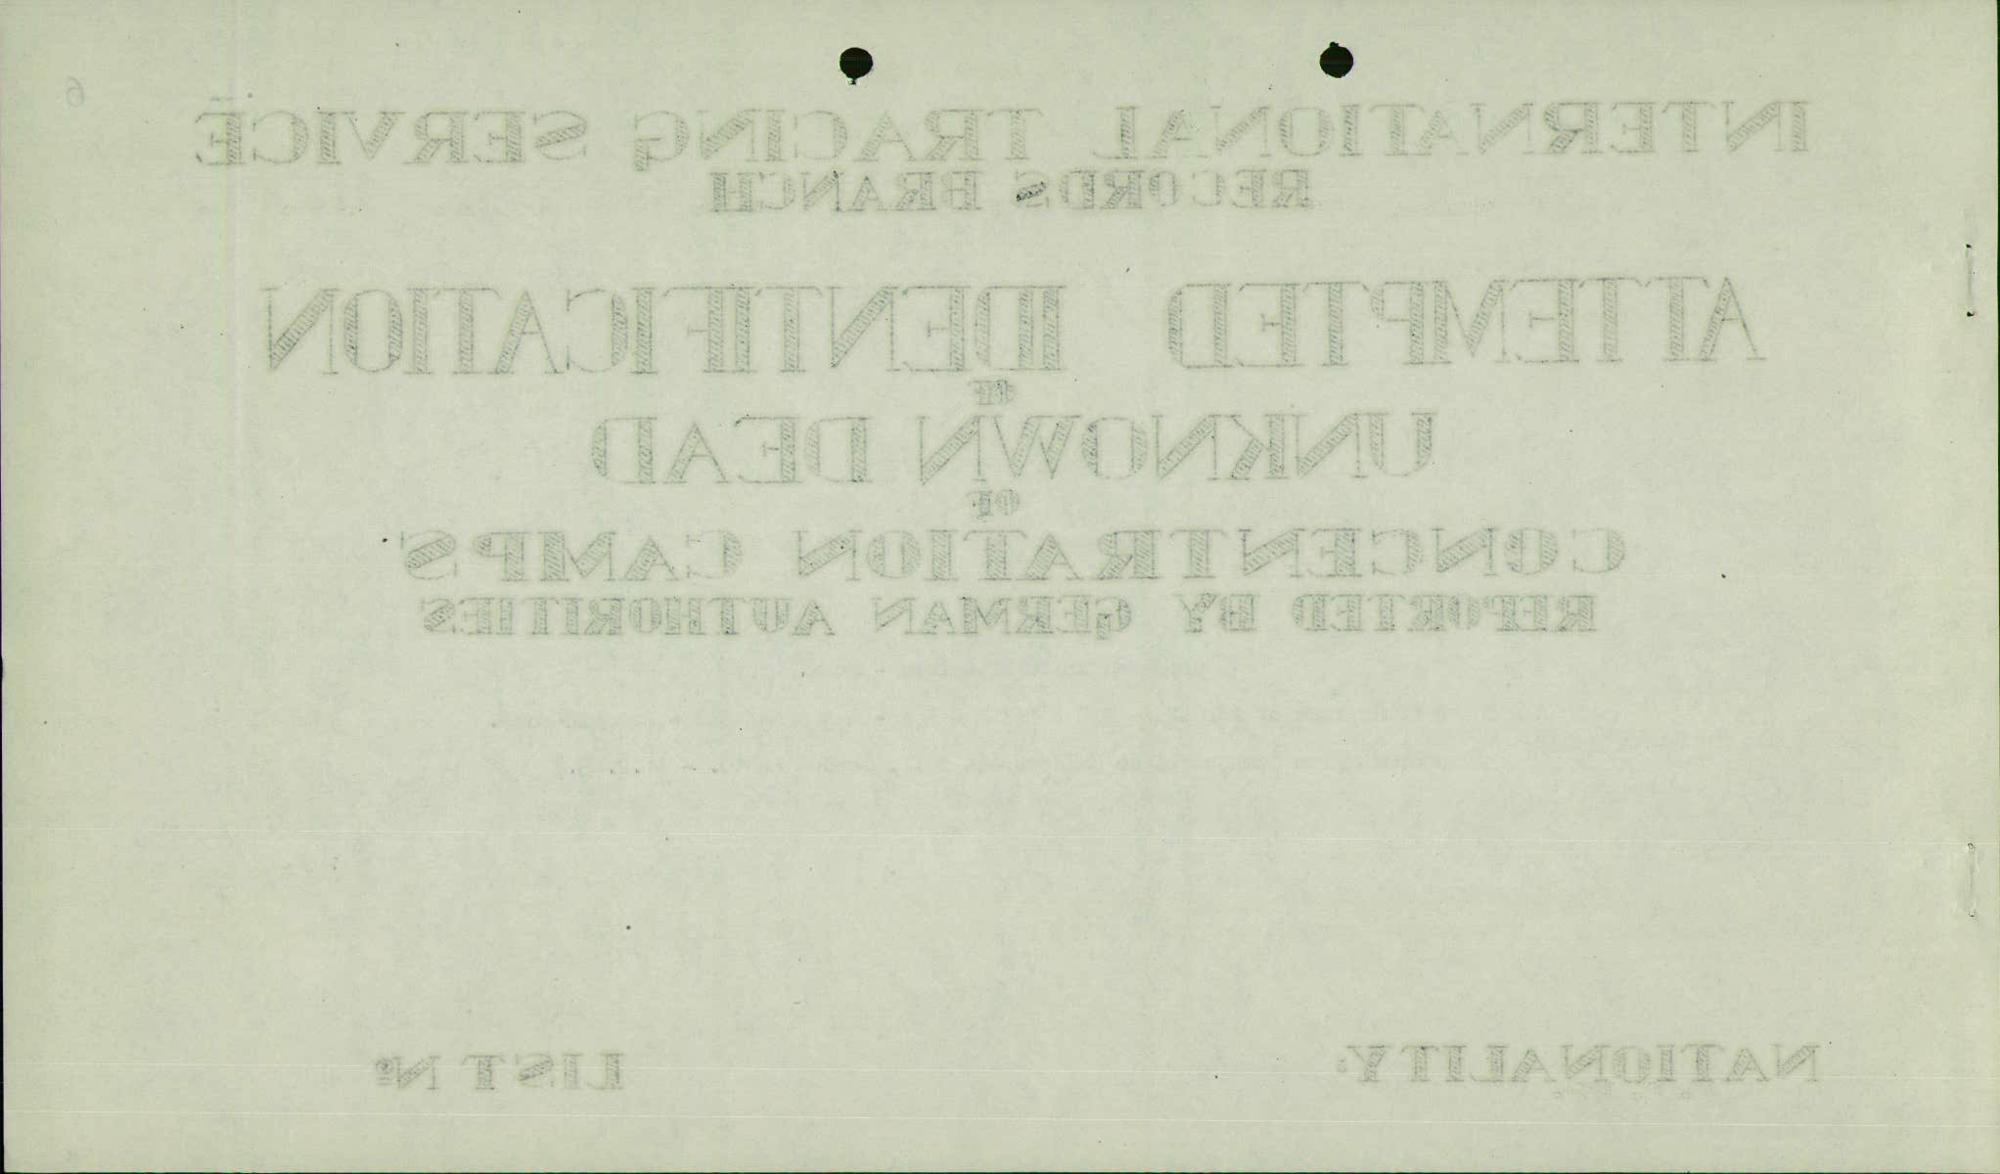 6
INTERNATIONAL TRACING SERVICE
RECORDS BRANCH
ATTEMPTED IDENTIFICATION
OF
UNKNOWN DEAD
OF
CONCENTRATION CAMPS
REPORTED BY GERMAN AUTHORITIES
NATIONALITY: LIST Nº